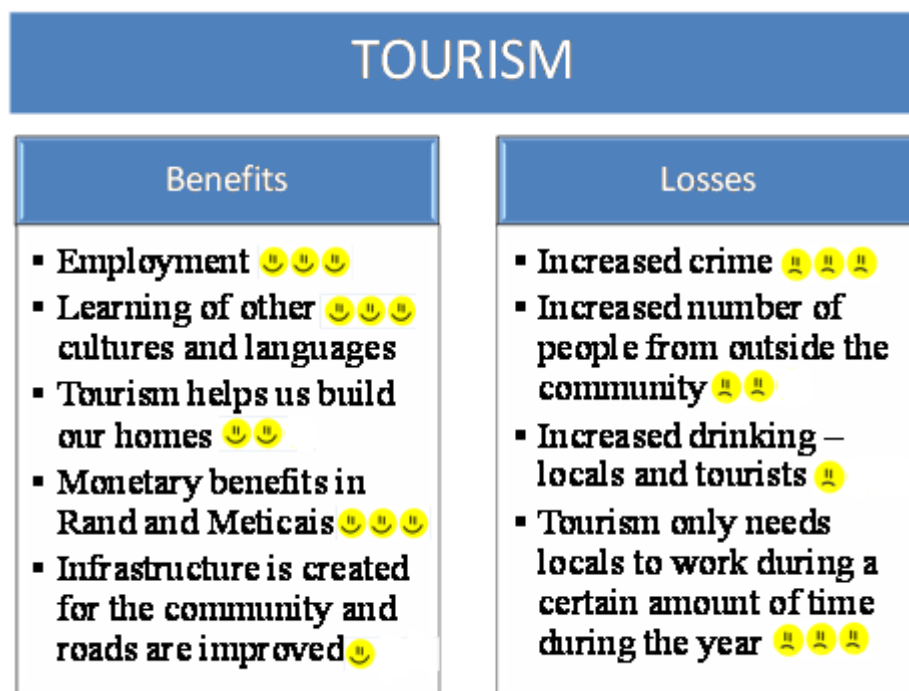 TOURISM
Benefits
▪ Employment
▪ Learning of other
cultures and languages
▪ Tourism helps us build
our homes
▪ Monetary benefits in
Rand and Meticais
▪ Infrastructure is created
for the community and
roads are improved
Losses
▪ Increased crime
▪ Increased number of
people from outside the
community
▪ Increased drinking –
locals and tourists
▪ Tourism only needs
locals to work during a
certain amount of time
during the year